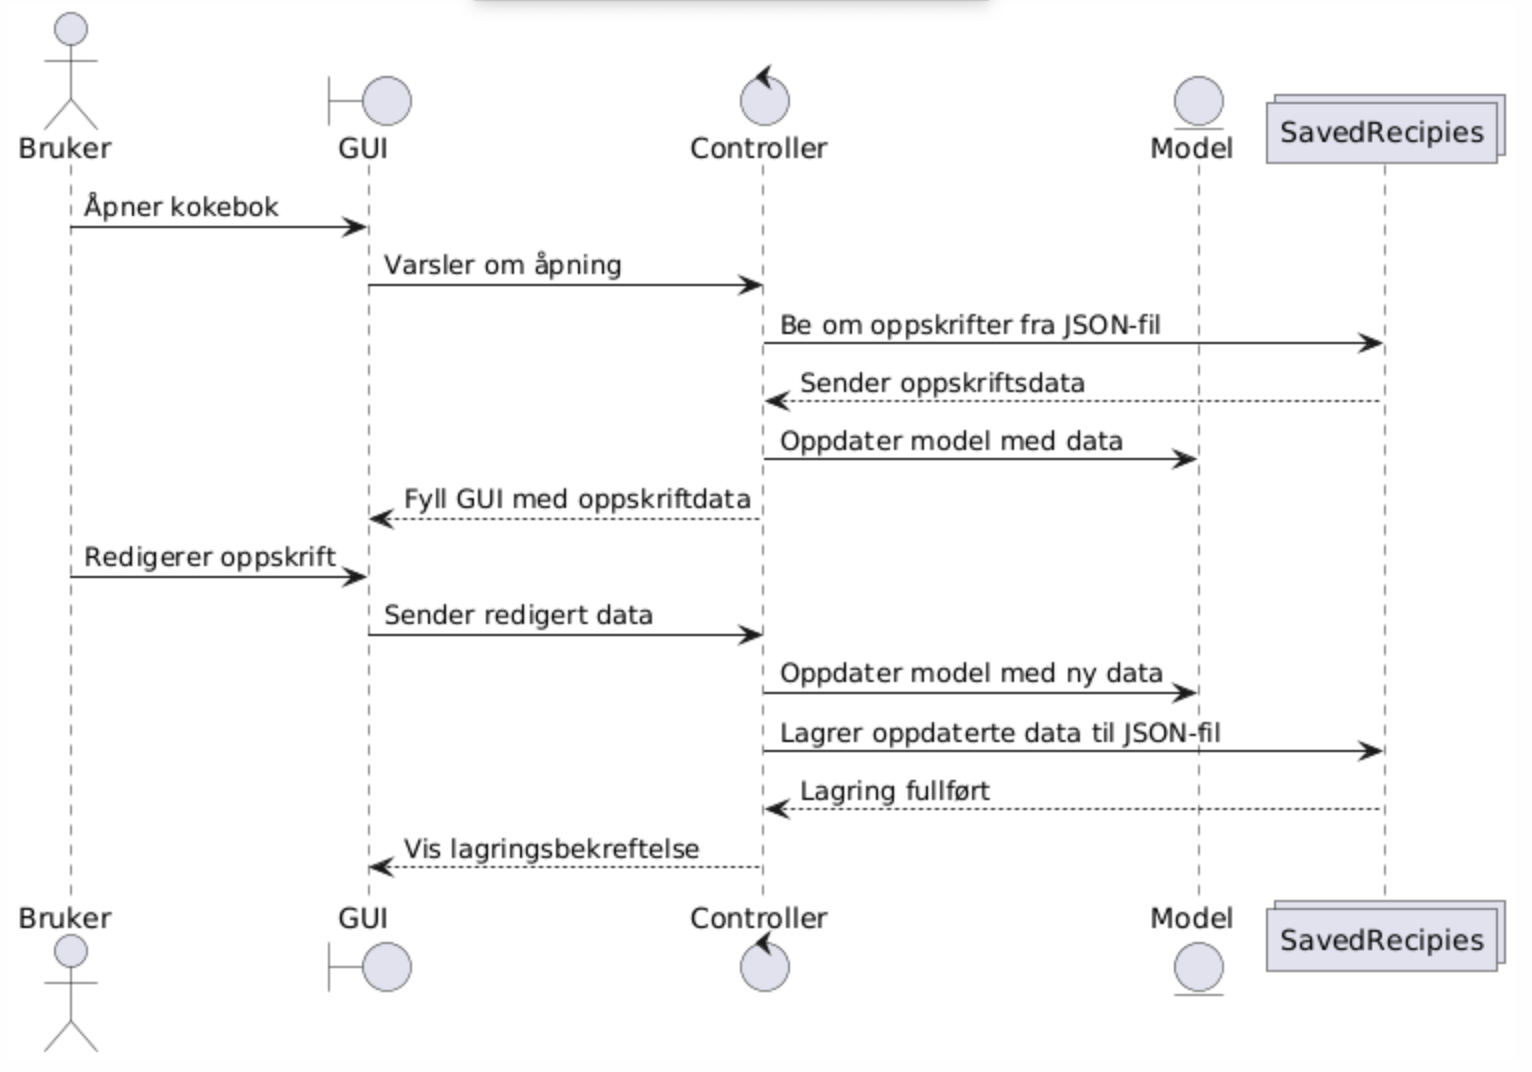 Bruker
GUI
Controller
Model
SavedRecipies
Åpner kokebok
Varsler om åpning
Be om oppskrifter fra JSON-fil
Sender oppskriftsdata
Oppdater model med data
Fyll GUI med oppskriftdata
Redigerer oppskrift
Sender redigert data
Oppdater model med ny data
Lagrer oppdaterte data til JSON-fil
Lagring fullført
Vis lagringsbekreftelse
Bruker
GUI
Controller
Model
SavedRecipies